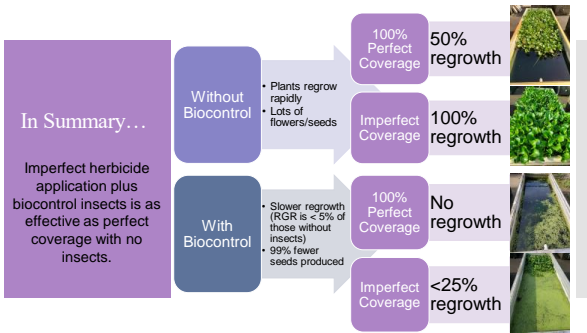 In Summary…
Imperfect herbicide
application plus
biocontrol insects is as
effective as perfect
coverage with no
insects.
Without
Biocontrol
• Plants regrow
rapidly
• Lots of
flowers/seeds
100%
Perfect
Coverage
50%
regrowth
Imperfect
Coverage
100%
regrowth
With
Biocontrol
• Slower regrowth
(RGR is < 5% of
those without
insects)
• 99% fewer
seeds produced
100%
Perfect
Coverage
No
regrowth
Imperfect
Coverage
<25%
regrowth